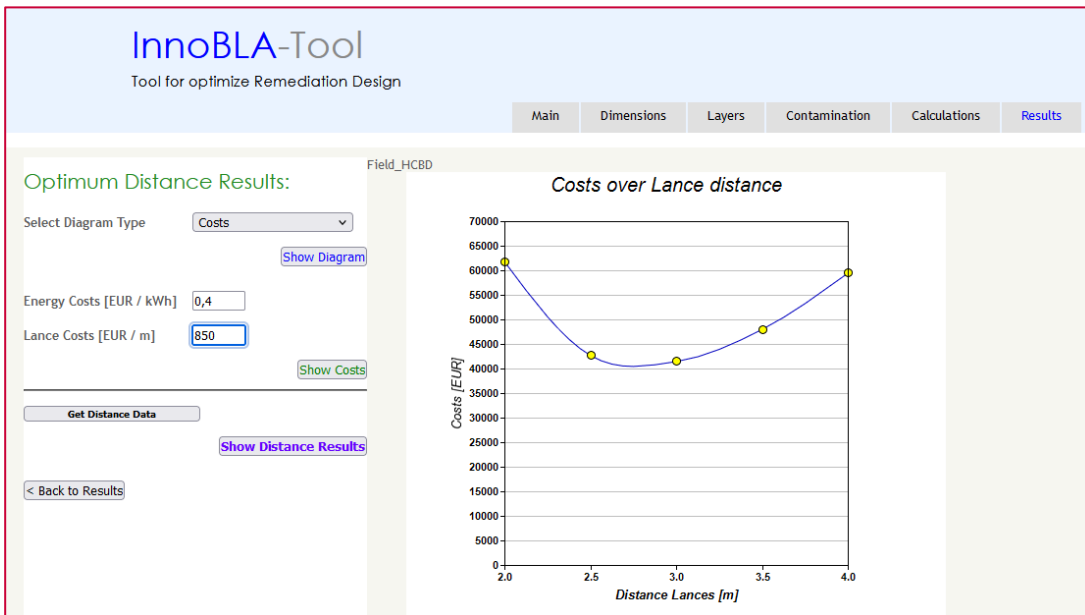 InnoBLA-Tool
Tool for optimize Remediation Design
Main Dimensions Layers Contamination Calculations Results
Optimum Distance Results:
Select Diagram Type Costs
Show Diagram
Energy Costs [EUR / kWh] 0,4
Lance Costs [EUR / m] 850
Show Costs
Get Distance Data
Show Distance Results
< Back to Results
Field_HCBD
Costs over Lance distance
Costs [EUR]
70000
65000
60000
55000
50000
45000
40000
35000
30000
25000
20000
15000
10000
5000
0
2.0 2.5 3.0 3.5 4.0
Distance Lances [m]